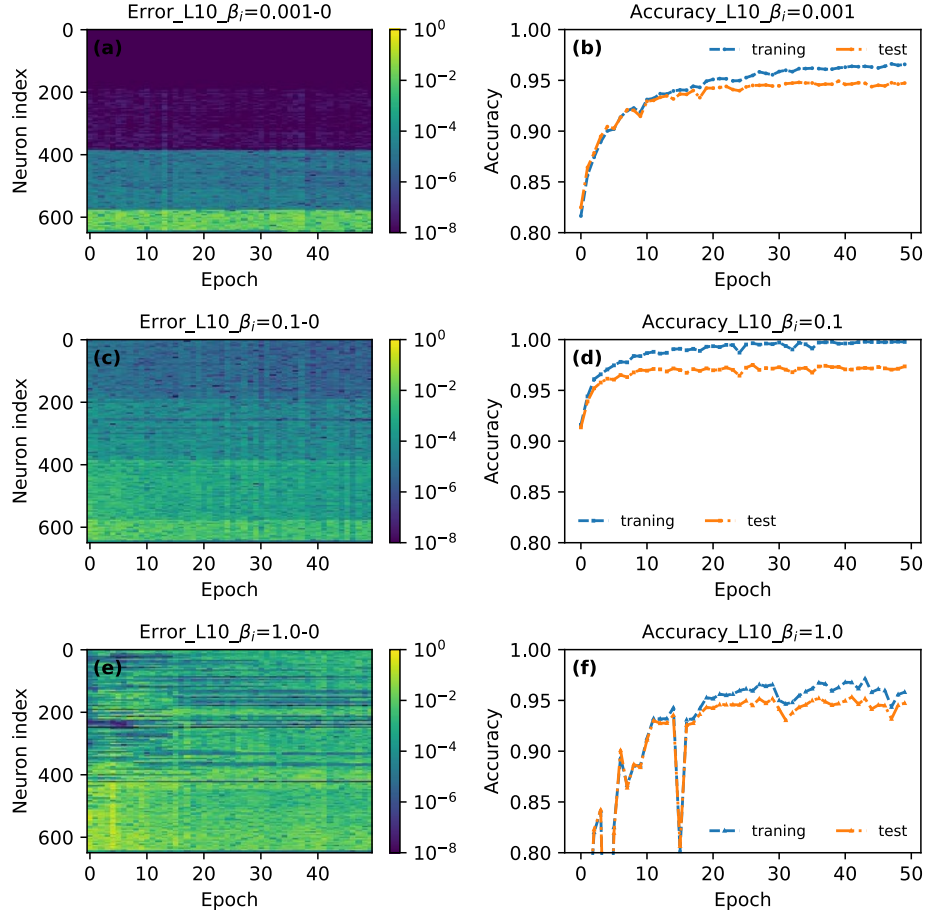 Error_L10_βᵢ=0.001-0
(a)
0
200
400
600
Neuron index
0 10 20 30 40
Epoch
10⁰
10⁻²
10⁻⁴
10⁻⁶
10⁻⁸
Accuracy_L10_βᵢ=0.001
(b)
traning test
1.00
0.95
0.90
0.85
0.80
Accuracy
0 10 20 30 40 50
Epoch
Error_L10_βᵢ=0.1-0
(c)
0
200
400
600
Neuron index
0 10 20 30 40
Epoch
10⁰
10⁻²
10⁻⁴
10⁻⁶
10⁻⁸
Accuracy_L10_βᵢ=0.1
(d)
1.00
0.95
0.90
0.85
0.80
Accuracy
traning test
0 10 20 30 40 50
Epoch
Error_L10_βᵢ=1.0-0
(e)
0
200
400
600
Neuron index
0 10 20 30 40
Epoch
10⁰
10⁻²
10⁻⁴
10⁻⁶
10⁻⁸
Accuracy_L10_βᵢ=1.0
(f)
1.00
0.95
0.90
0.85
0.80
Accuracy
traning test
0 10 20 30 40 50
Epoch